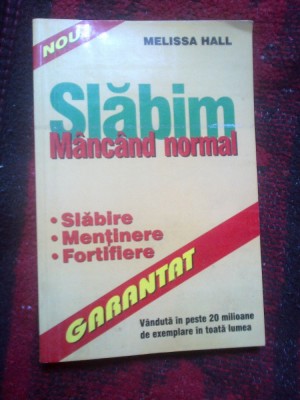 NOU!
MELISSA HALL
Slăbim
Mâncând normal
• Slăbire
• Menținere
• Fortifiere
GARANTAT
Vândută în peste 20 milioane
de exemplare în toată lumea